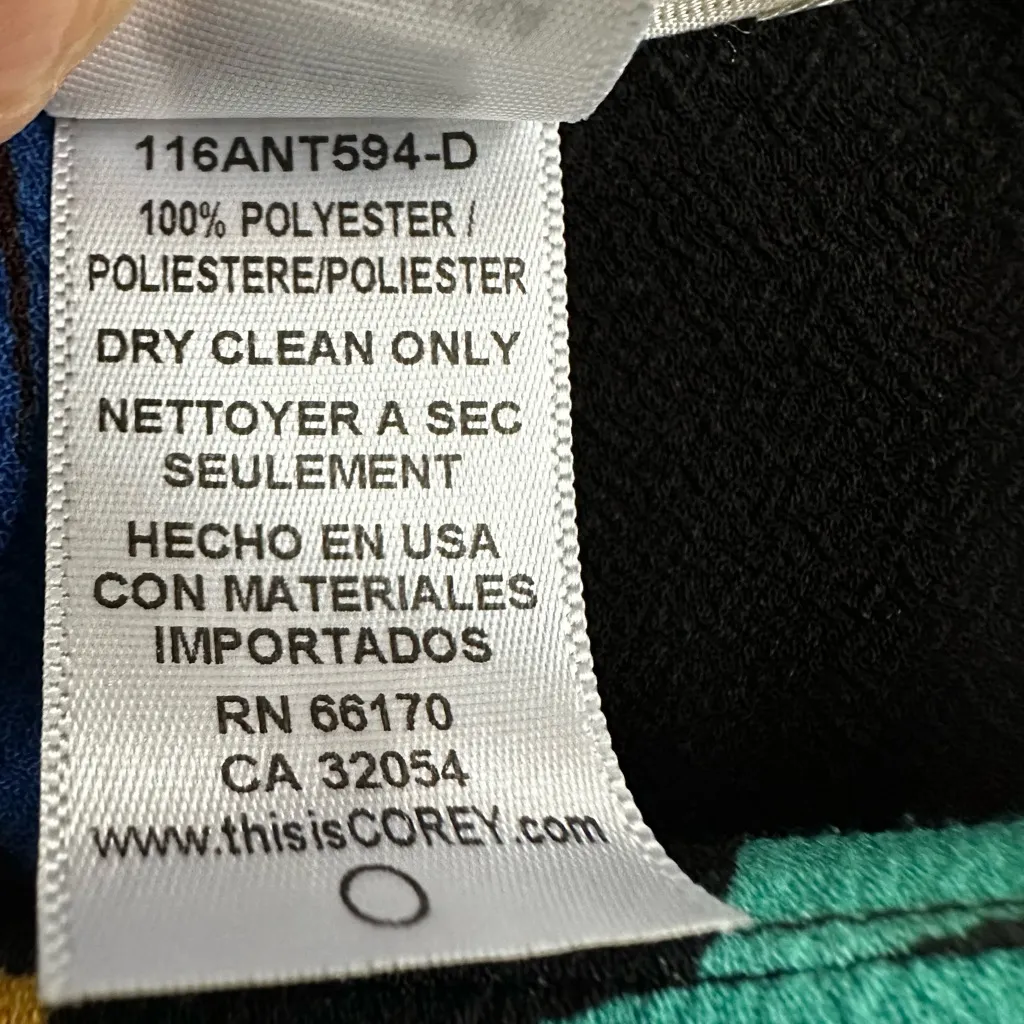 116ANT594-D
100% POLYESTER /
POLIESTERE/POLIESTER
DRY CLEAN ONLY
NETTOYER A SEC
SEULEMENT
HECHO EN USA
CON MATERIALES
IMPORTADOS
RN 66170
CA 32054
www.thisisCOREY.com